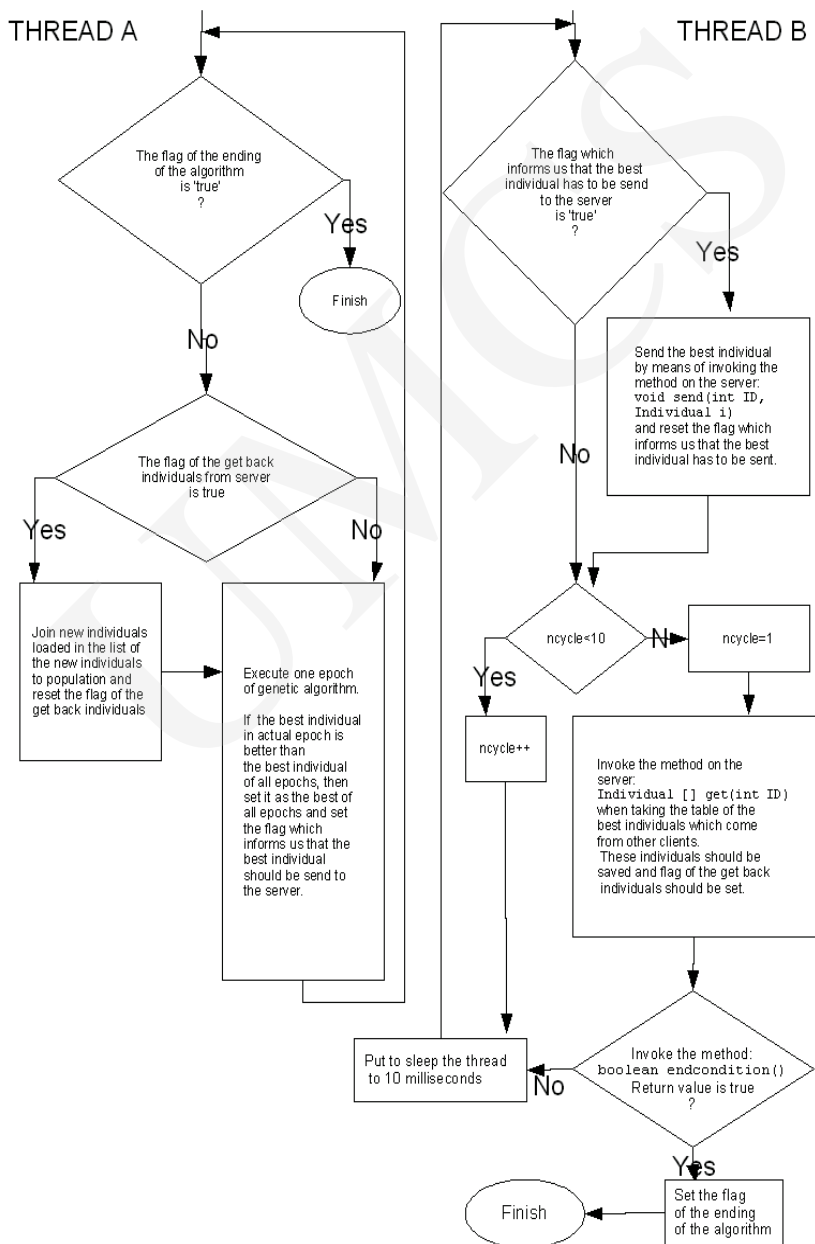 THREAD A
The flag of the ending
of the algorithm
is 'true'
?
Yes
Finish
No
The flag of the get back
individuals from server
is true
Yes
No
Join new individuals
loaded in the list of
the new individuals
to population and
reset the flag of the
get back individuals
Execute one epoch
of genetic algorithm.
If the best individual
in actual epoch is
better than
the best individual
of all epochs, then
set it as the best of
all epochs and set
the flag which
informs us that the
best individual
should be send to
the server.
THREAD B
The flag which
informs us that the best
individual has to be send
to the server
is 'true'
?
Yes
Send the best individual
by means of invoking the
method on the server:
void send(int ID,
Individual i)
and reset the flag which
informs us that the best
individual has to be sent.
No
ncycle<10
N
ncycle=1
Yes
ncycle++
Invoke the method on the
server:
Individual [] get(int ID)
when taking the table of the
best individuals which come
from other clients.
These individuals should be
saved and flag of the get back
individuals should be set.
Put to sleep the thread
to 10 milliseconds
No
Invoke the method:
boolean endcondition()
Return value is true
?
Yes
Set the flag
of the ending
of the algorithm
Finish
UMCS